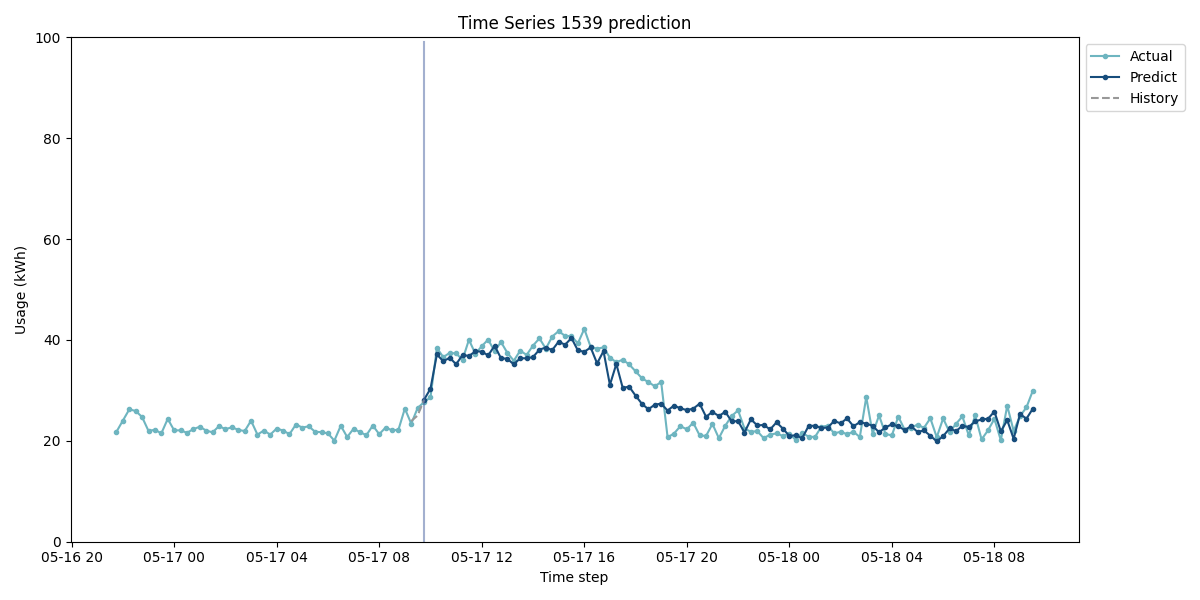 Time Series 1539 prediction
100
80
60
40
20
0
Usage (kWh)
05-16 20
05-17 00
05-17 04
05-17 08
05-17 12
05-17 16
05-17 20
05-18 00
05-18 04
05-18 08
Time step
Actual
Predict
History